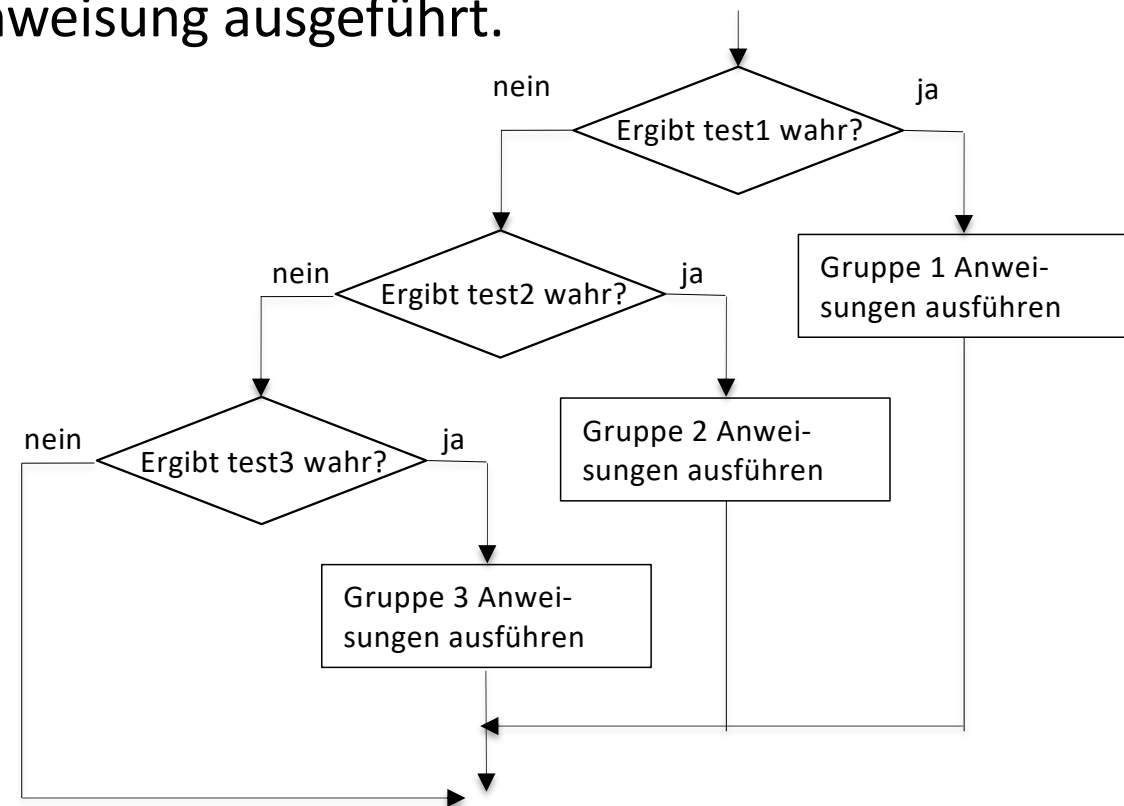 nweisung ausgeführt.
nein
ja
Ergibt test1 wahr?
nein
ja
Ergibt test2 wahr?
Gruppe 1 Anwei-
sungen ausführen
nein
ja
Ergibt test3 wahr?
Gruppe 2 Anwei-
sungen ausführen
Gruppe 3 Anwei-
sungen ausführen